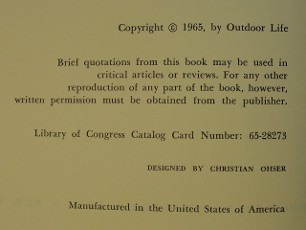 Copyright © 1965, by Outdoor Life
Brief quotations from this book may be used in
critical articles or reviews. For any other
reproduction of any part of the book, however,
written permission must be obtained from the publisher.
Library of Congress Catalog Card Number: 65-28273
DESIGNED BY CHRISTIAN OHSER
Manufactured in the United States of America